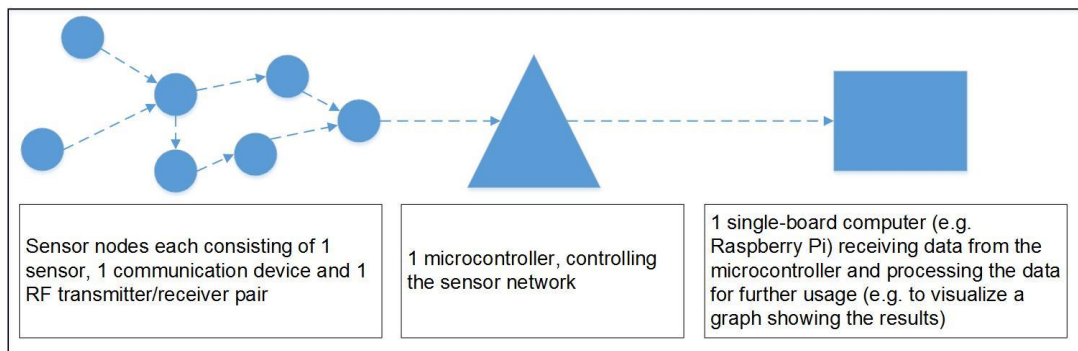 Sensor nodes each consisting of 1
sensor, 1 communication device and 1
RF transmitter/receiver pair
1 microcontroller, controlling
the sensor network
1 single-board computer (e.g.
Raspberry Pi) receiving data from the
microcontroller and processing the data
for further usage (e.g. to visualize a
graph showing the results)